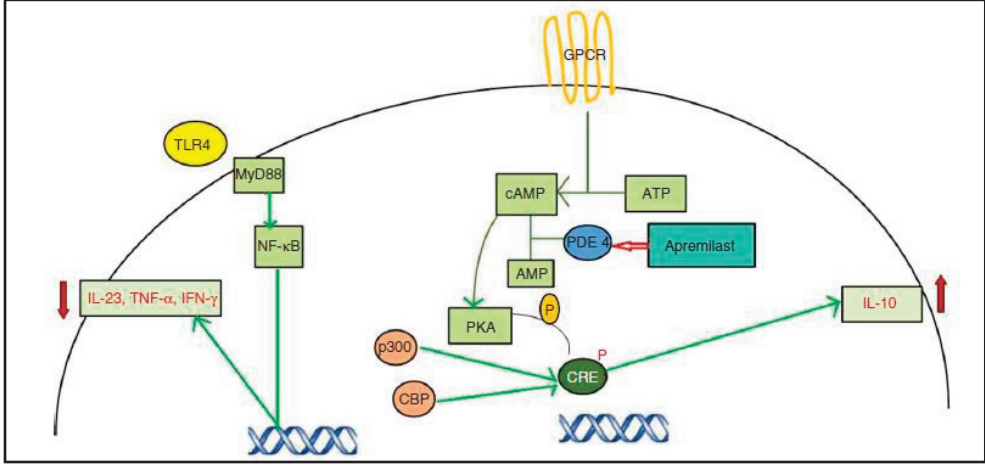 GPCR
TLR4
MyD88
cAMP
ATP
NF-κB
PDE 4
Apremilast
AMP
IL-23, TNF-α, IFN-γ
IL-10
P
PKA
p300
P
CRE
CBP